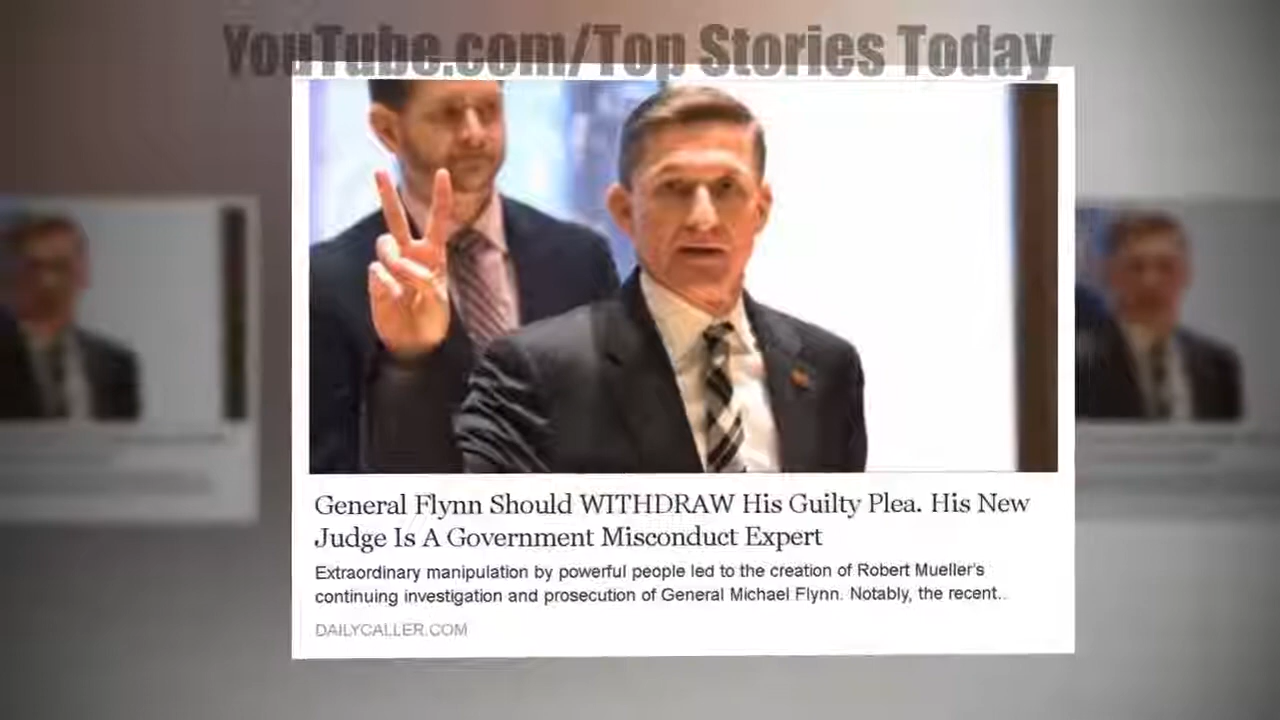 YouTube.com/Top Stories Today
General Flynn Should WITHDRAW His Guilty Plea. His New
Judge Is A Government Misconduct Expert
Extraordinary manipulation by powerful people led to the creation of Robert Mueller's
continuing investigation and prosecution of General Michael Flynn. Notably, the recent..
DAILYCALLER.COM